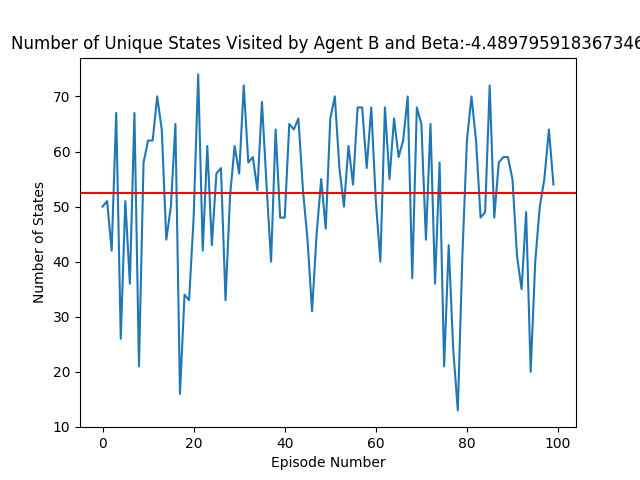 Number of Unique States Visited by Agent B and Beta:-4.489795918367346
70
60
50
40
30
20
10
Number of States
0 20 40 60 80 100
Episode Number